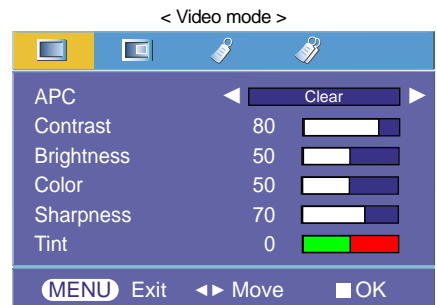 < Video mode >
APC ◀ Clear ▶
Contrast 80
Brightness 50
Color 50
Sharpness 70
Tint 0
MENU Exit ◄► Move ■OK